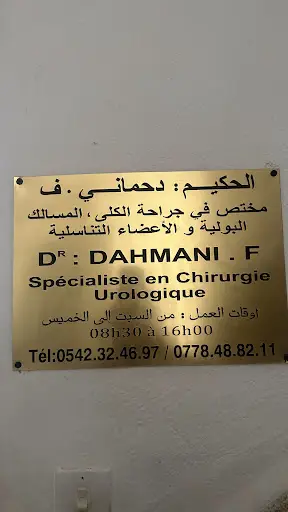 الحكيم : دحماني . ف
مختص في جراحة الكلى ، المسالك
البولية و الأعضاء التناسلية
Dr : DAHMANI . F
Spécialiste en Chirurgie
Urologique
اوقات العمل : من السبت الى الخميس
08h30 à 16h00
Tél:0542.32.46.97 / 0778.48.82.11